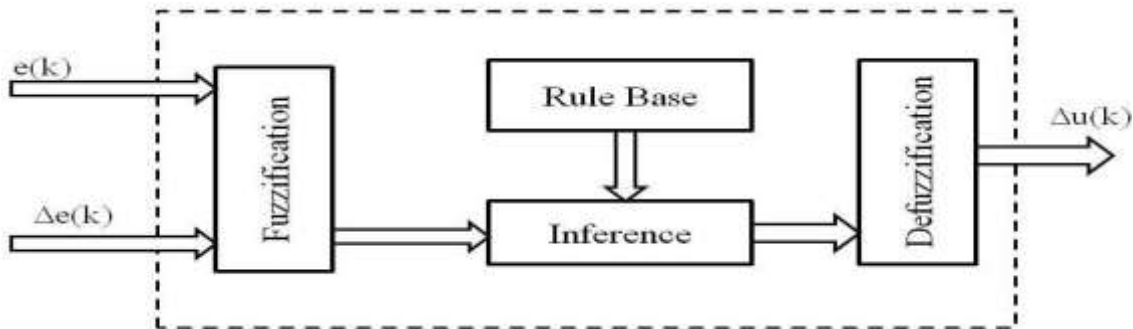 e(k)
Δe(k)
Fuzzification
Rule Base
Inference
Defuzzification
Δu(k)